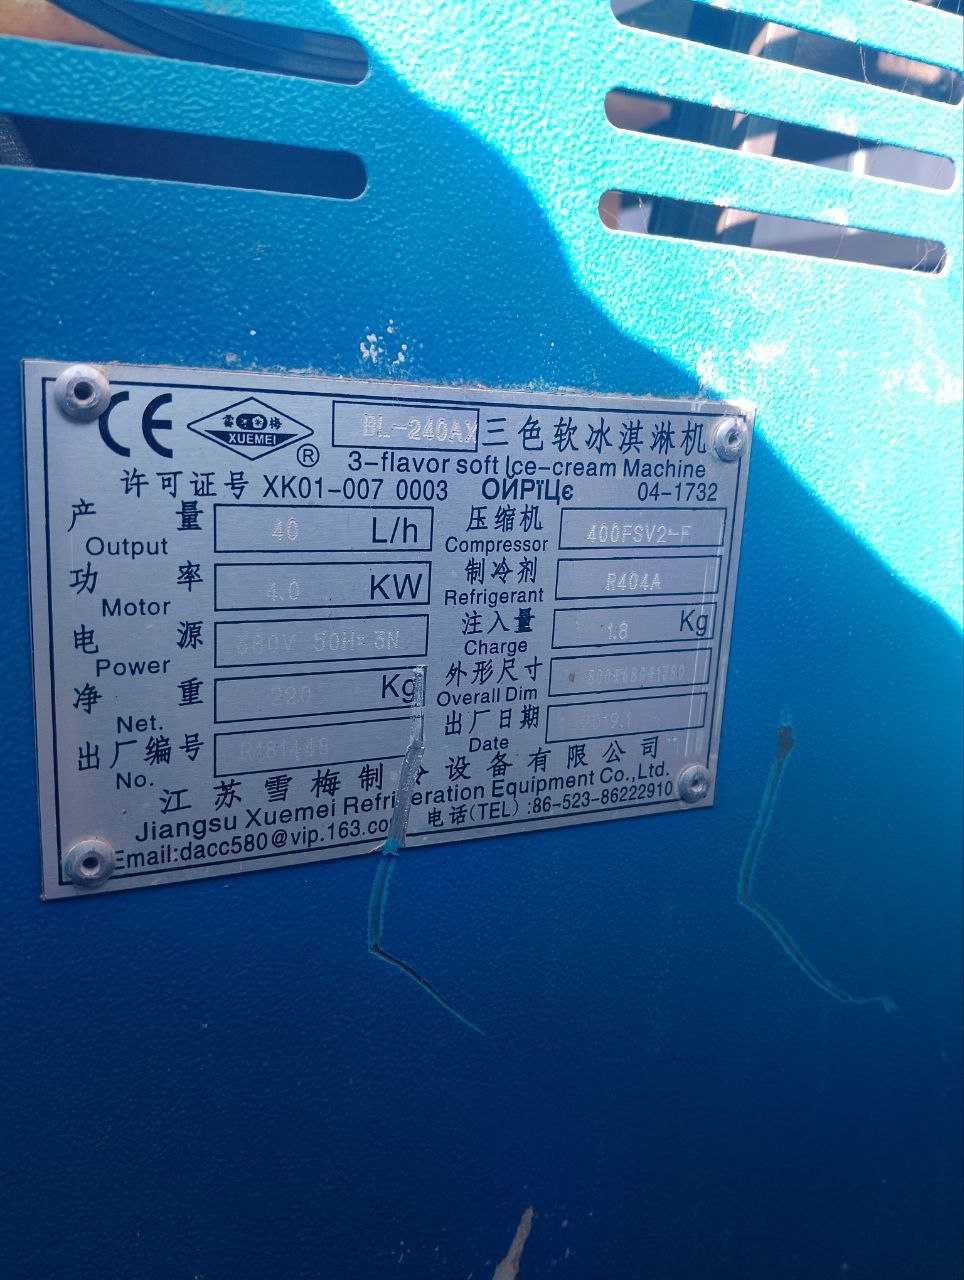 CE 雪梅 XUEMEI ® BL-240AX 三色软冰淇淋机
3-flavor soft Ice-cream Machine
许可证号 XK01-007 0003 ОЙРЇЦЄ 04-1732
产量 Output 40 L/h 压缩机 Compressor 400FSV2-F
功率 Motor 4.0 KW 制冷剂 Refrigerant R404A
电源 Power 50H 3N 注入量 Charge 1.8 Kg
净重 Net. 220 Kg 外形尺寸 Overall Dim
出厂编号 No. 出厂日期 Date
江苏雪梅制冷设备有限公司
Jiangsu Xuemei Refrigeration Equipment Co.,Ltd.
Email:dacc580@vip.163.com 电话(TEL):86-523-86222910